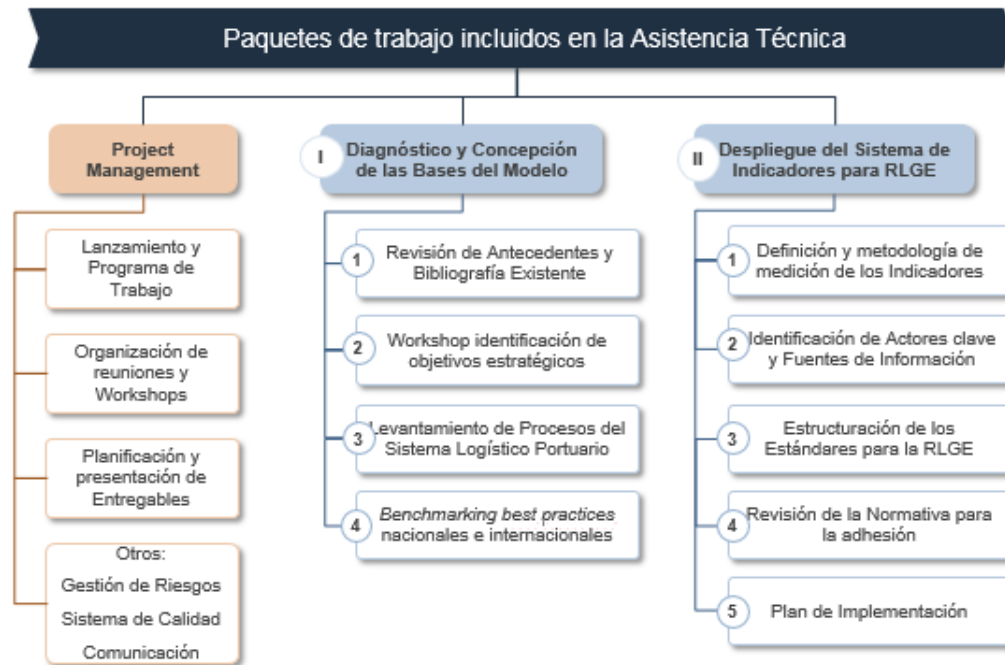 Paquetes de trabajo incluidos en la Asistencia Técnica
Project
Management
Lanzamiento y
Programa de
Trabajo
Organización de
reuniones y
Workshops
Planificación y
presentación de
Entregables
Otros:
Gestión de Riesgos
Sistema de Calidad
Comunicación
I
Diagnóstico y Concepción
de las Bases del Modelo
1
Revisión de Antecedentes y
Bibliografía Existente
2
Workshop identificación de
objetivos estratégicos
3
Levantamiento de Procesos del
Sistema Logístico Portuario
4
Benchmarking best practices
nacionales e internacionales
II
Despliegue del Sistema de
Indicadores para RLGE
1
Definición y metodología de
medición de los Indicadores
2
Identificación de Actores clave
y Fuentes de Información
3
Estructuración de los
Estándares para la RLGE
4
Revisión de la Normativa para
la adhesión
5
Plan de Implementación